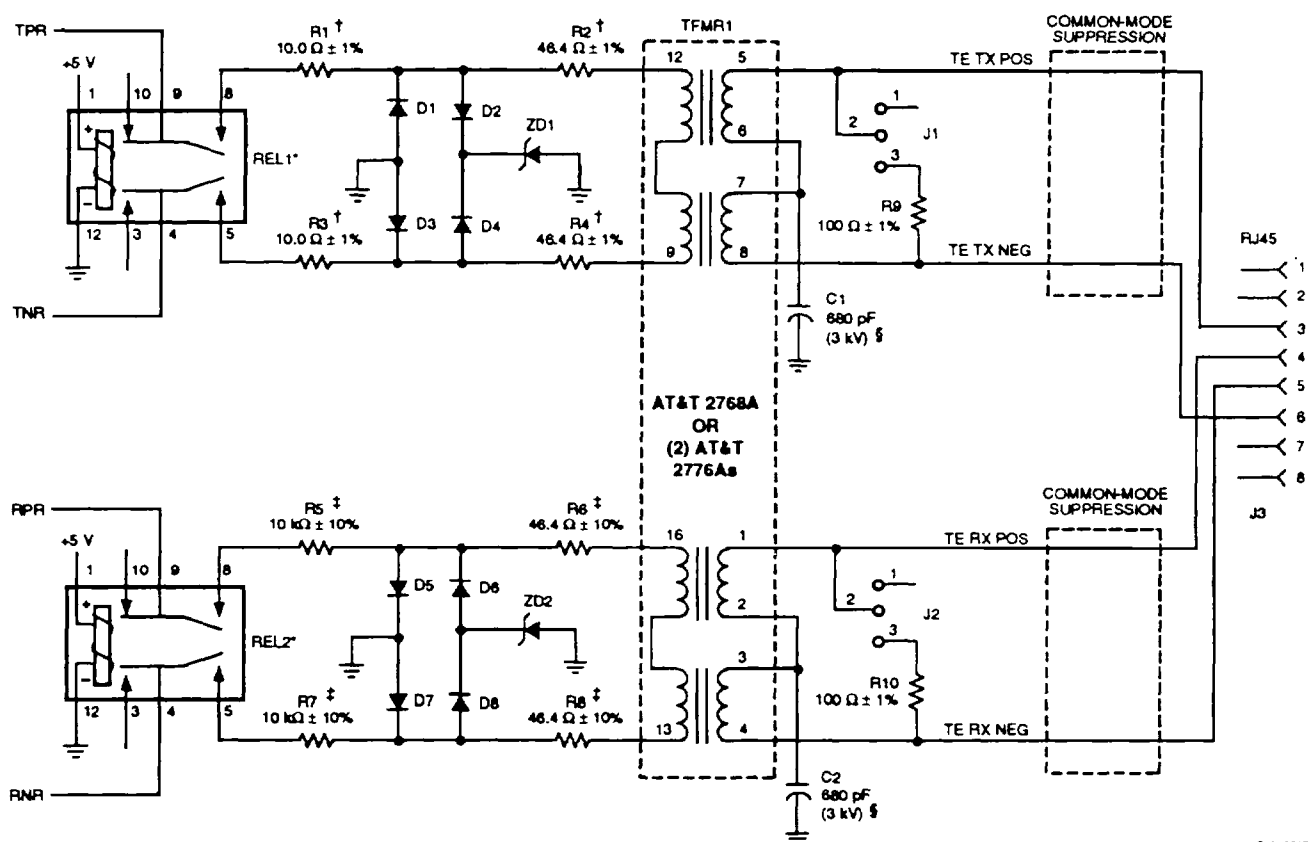 TPR
+5 V
1
10
9
8
REL1*
12
3
4
5
TNR
R1 †
10.0 Ω ± 1%
R2 †
46.4 Ω ± 1%
D1
D2
ZD1
D3
D4
R3 †
10.0 Ω ± 1%
R4 †
46.4 Ω ± 1%
TFMR1
12
5
6
7
9
8
C1
680 pF
(3 kV) §
TE TX POS
1
2
J1
3
R9
100 Ω ± 1%
TE TX NEG
COMMON-MODE
SUPPRESSION
RJ45
1
2
3
4
5
6
7
8
J3
AT&T 2768A
OR
(2) AT&T
2776As
RPR
+5 V
1
10
9
8
REL2*
12
3
4
5
RNR
R5 ‡
10 kΩ ± 10%
R6 ‡
46.4 Ω ± 10%
D5
D6
ZD2
D7
D8
R7 ‡
10 kΩ ± 10%
R8 ‡
46.4 Ω ± 10%
16
1
2
3
13
4
C2
680 pF
(3 kV) §
TE RX POS
1
2
J2
3
R10
100 Ω ± 1%
TE RX NEG
COMMON-MODE
SUPPRESSION